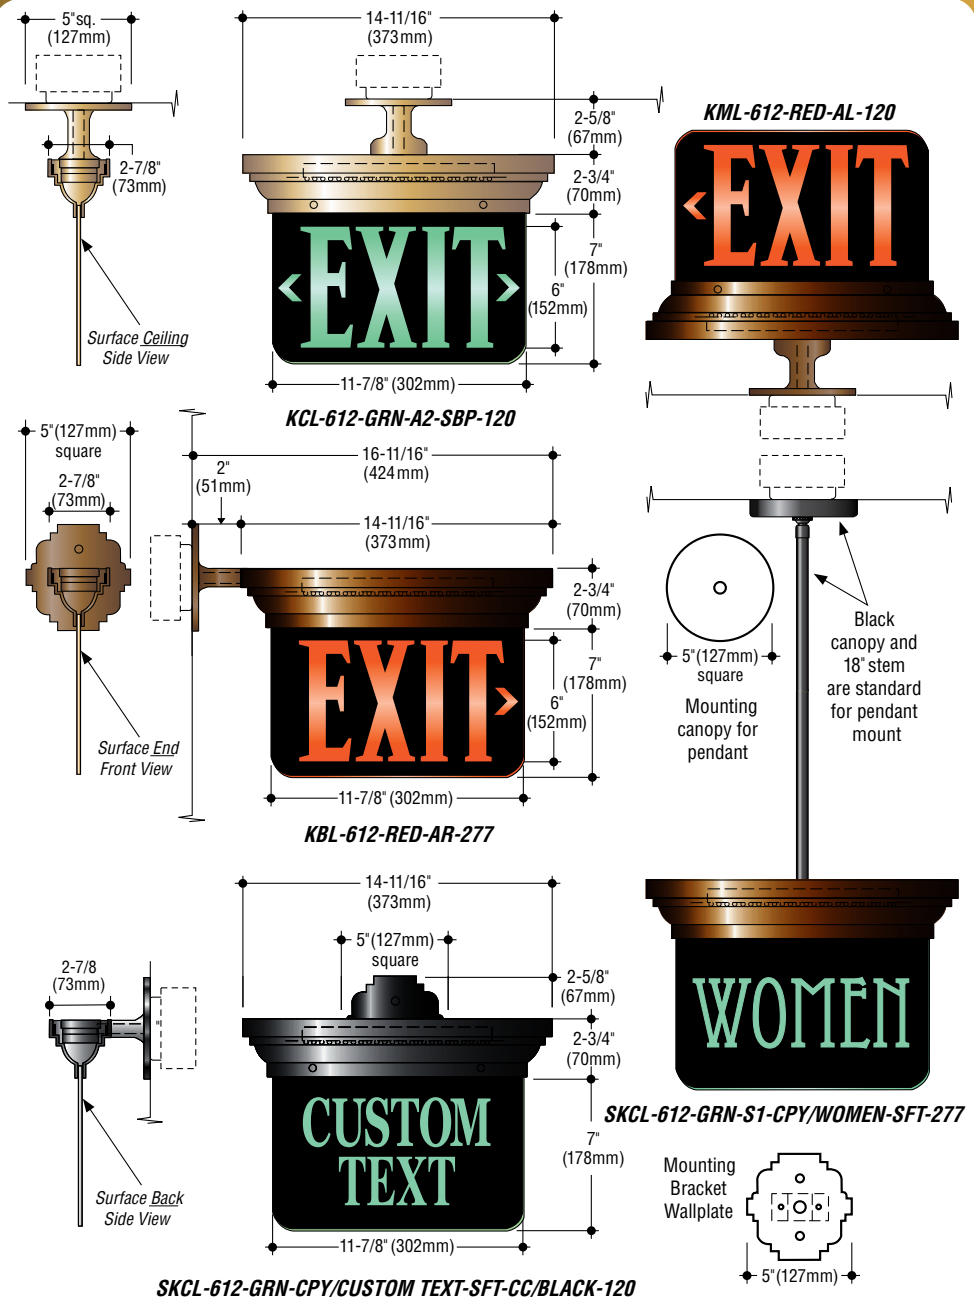 5"sq.
(127mm)
2-7/8"
(73mm)
Surface Ceiling
Side View
14-11/16"
(373mm)
2-5/8"
(67mm)
2-3/4"
(70mm)
7"
(178mm)
6"
(152mm)
EXIT
11-7/8" (302mm)
KCL-612-GRN-A2-SBP-120
KML-612-RED-AL-120
EXIT
5"(127mm)
square
2-7/8"
(73mm)
Surface End
Front View
16-11/16"
(424mm)
2"
(51mm)
14-11/16"
(373mm)
2-3/4"
(70mm)
7"
(178mm)
6"
(152mm)
EXIT
11-7/8" (302mm)
KBL-612-RED-AR-277
5"(127mm)
square
Mounting
canopy for
pendant
Black
canopy and
18" stem
are standard
for pendant
mount
WOMEN
SKCL-612-GRN-S1-CPY/WOMEN-SFT-277
2-7/8
(73mm)
Surface Back
Side View
14-11/16"
(373mm)
5"(127mm)
square
2-5/8"
(67mm)
2-3/4"
(70mm)
7"
(178mm)
CUSTOM
TEXT
11-7/8" (302mm)
SKCL-612-GRN-CPY/CUSTOM TEXT-SFT-CC/BLACK-120
Mounting
Bracket
Wallplate
5"(127mm)